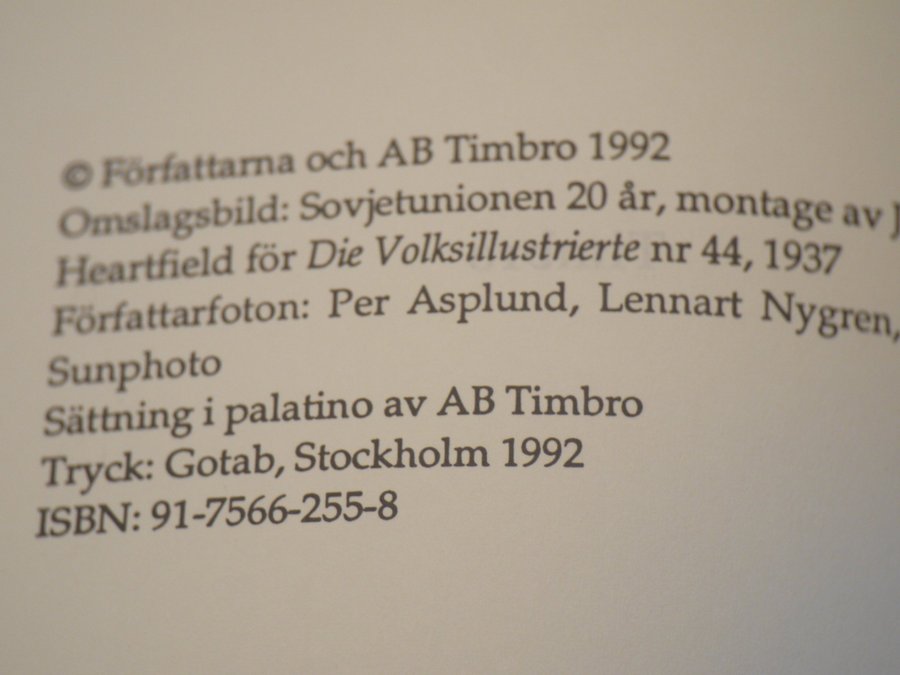 © Författarna och AB Timbro 1992
Omslagsbild: Sovjetunionen 20 år, montage av J
Heartfield för Die Volksillustrierte nr 44, 1937
Författarfoton: Per Asplund, Lennart Nygren,
Sunphoto
Sättning i palatino av AB Timbro
Tryck: Gotab, Stockholm 1992
ISBN: 91-7566-255-8